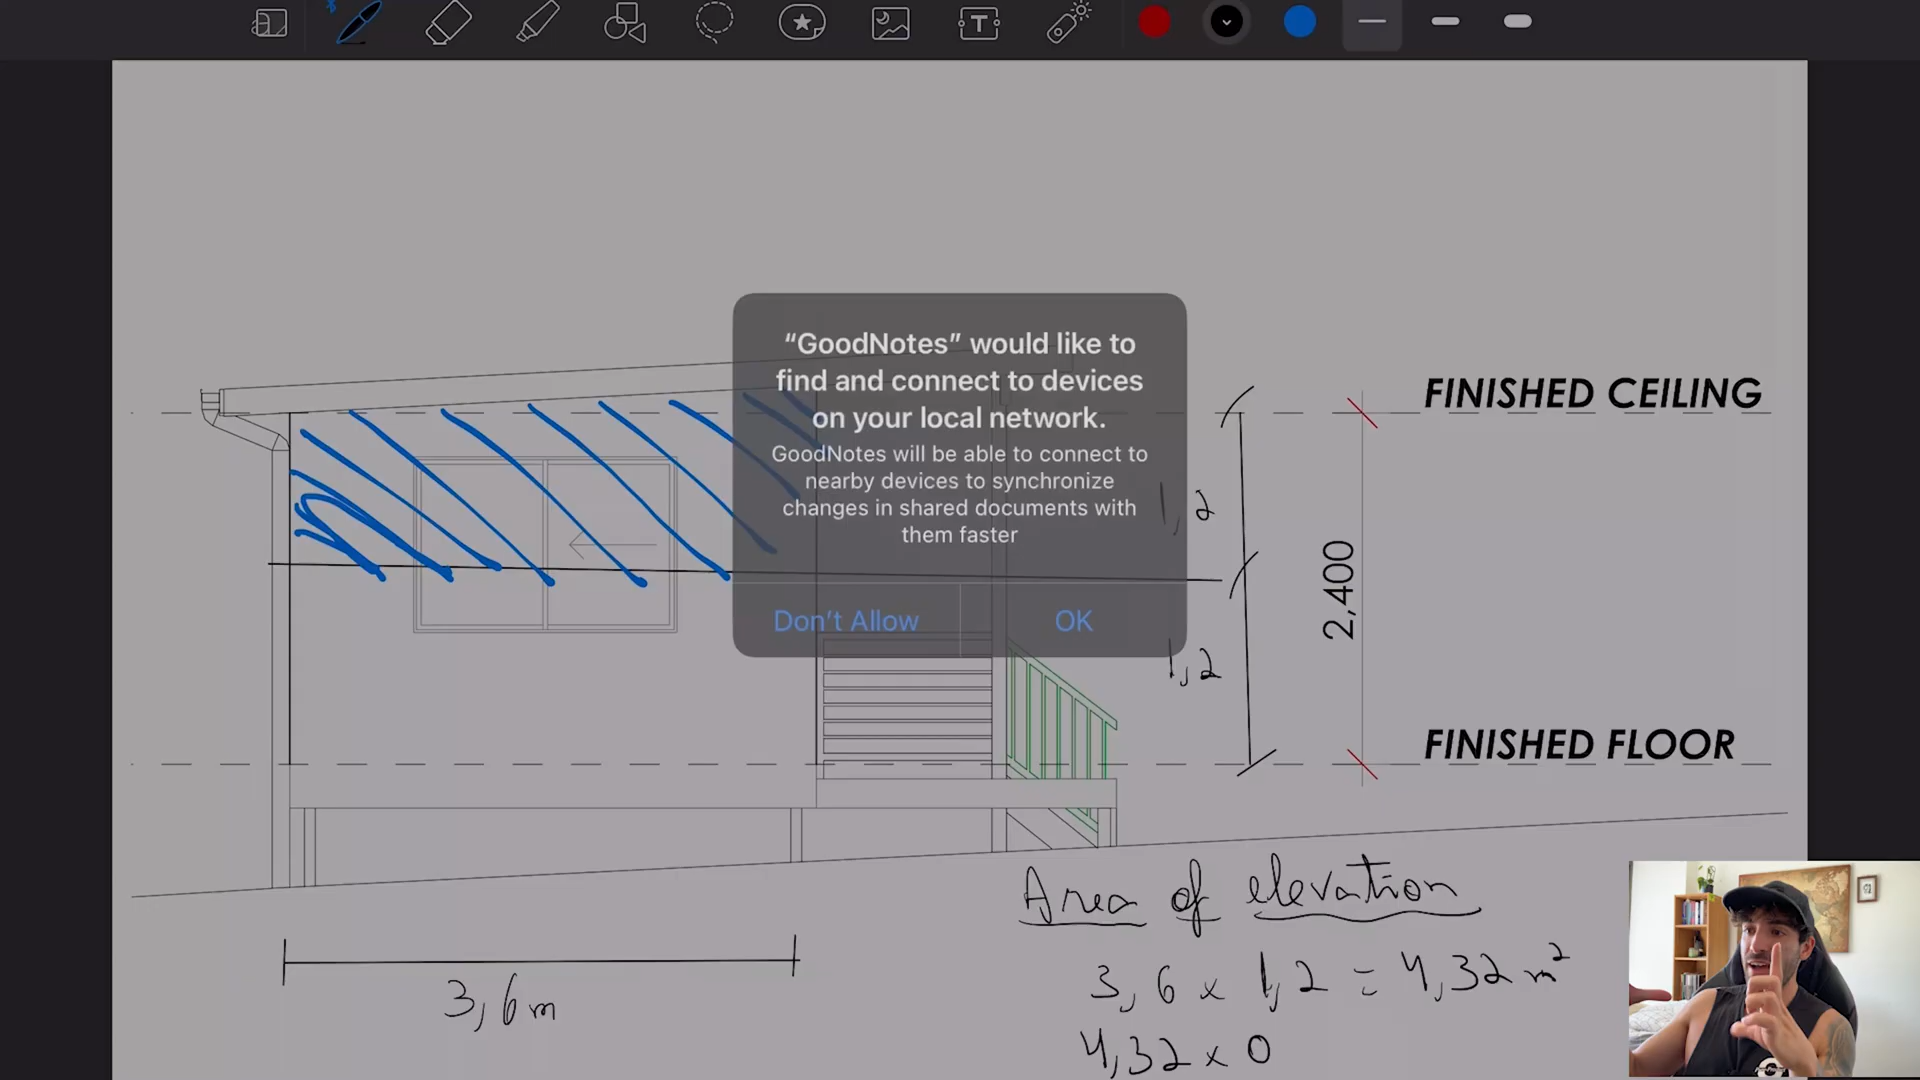 “GoodNotes” would like to
find and connect to devices
on your local network.
GoodNotes will be able to connect to
nearby devices to synchronize
changes in shared documents with
them faster
Don’t Allow
OK
FINISHED CEILING
1,2
2,400
1,2
FINISHED FLOOR
3,6m
Area of elevation
3,6 x 1,2 = 4,32 m²
4,32 x 0